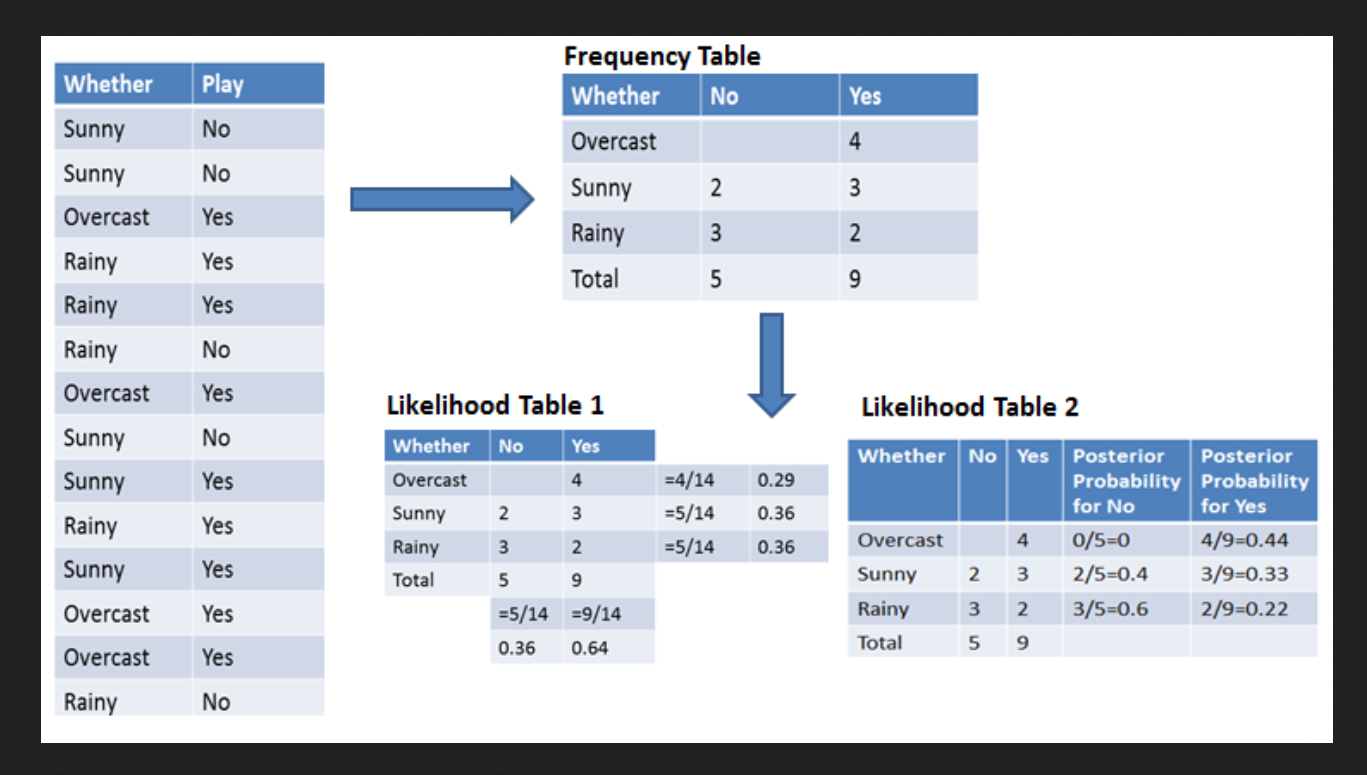 Whether Play
Sunny No
Sunny No
Overcast Yes
Rainy Yes
Rainy Yes
Rainy No
Overcast Yes
Sunny No
Sunny Yes
Rainy Yes
Sunny Yes
Overcast Yes
Overcast Yes
Rainy No
Frequency Table
Whether No Yes
Overcast 4
Sunny 2 3
Rainy 3 2
Total 5 9
Likelihood Table 1
Whether No Yes
Overcast 4 =4/14 0.29
Sunny 2 3 =5/14 0.36
Rainy 3 2 =5/14 0.36
Total 5 9
=5/14 =9/14
0.36 0.64
Likelihood Table 2
Whether No Yes Posterior Posterior
Probability Probability
for No for Yes
Overcast 4 0/5=0 4/9=0.44
Sunny 2 3 2/5=0.4 3/9=0.33
Rainy 3 2 3/5=0.6 2/9=0.22
Total 5 9